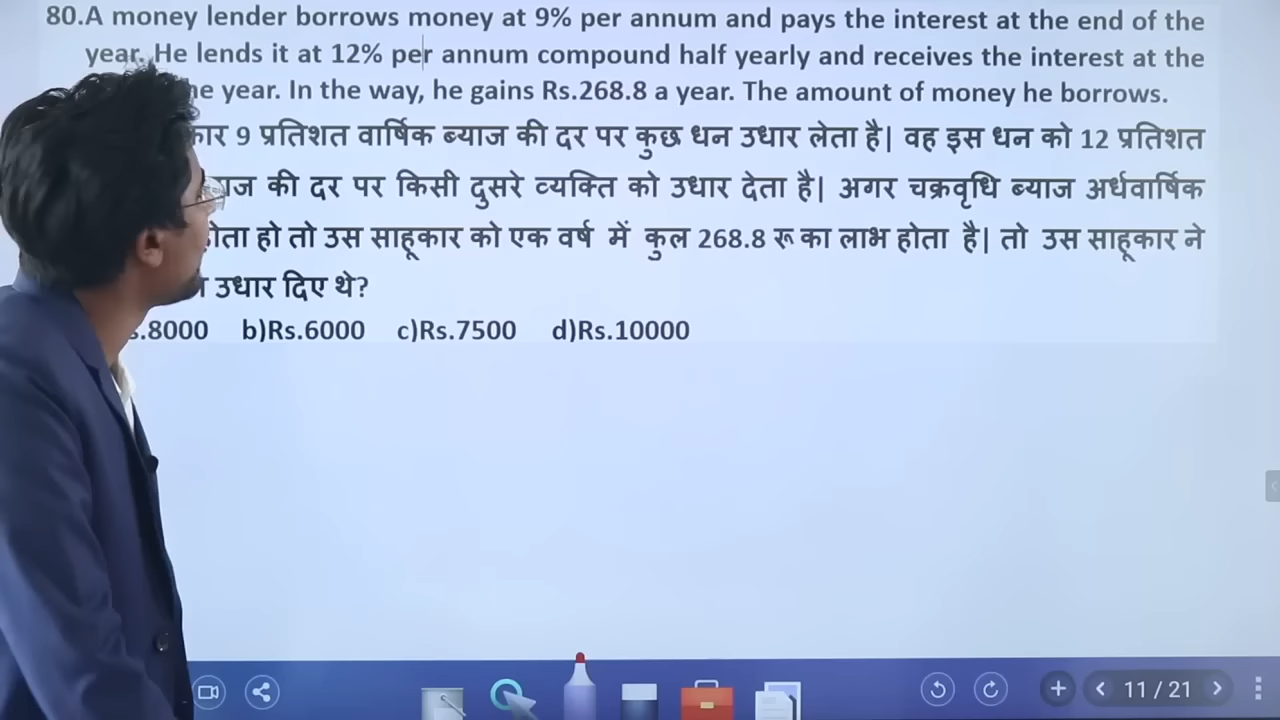 80.A money lender borrows money at 9% per annum and pays the interest at the end of the
year. He lends it at 12% per annum compound half yearly and receives the interest at the
year. In the way, he gains Rs.268.8 a year. The amount of money he borrows.
9 प्रतिशत वार्षिक ब्याज की दर पर कुछ धन उधार लेता है| वह इस धन को 12 प्रतिशत
की दर पर किसी दुसरे व्यक्ति को उधार देता है| अगर चक्रवृधि ब्याज अर्धवार्षिक
हो तो उस साहूकार को एक वर्ष में कुल 268.8 रू का लाभ होता है| तो उस साहूकार ने
उधार दिए थे?
.8000 b)Rs.6000 c)Rs.7500 d)Rs.10000
11 / 21